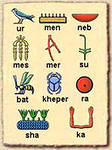 ur men neb
mes mer su
bat kheper ra
sha ka